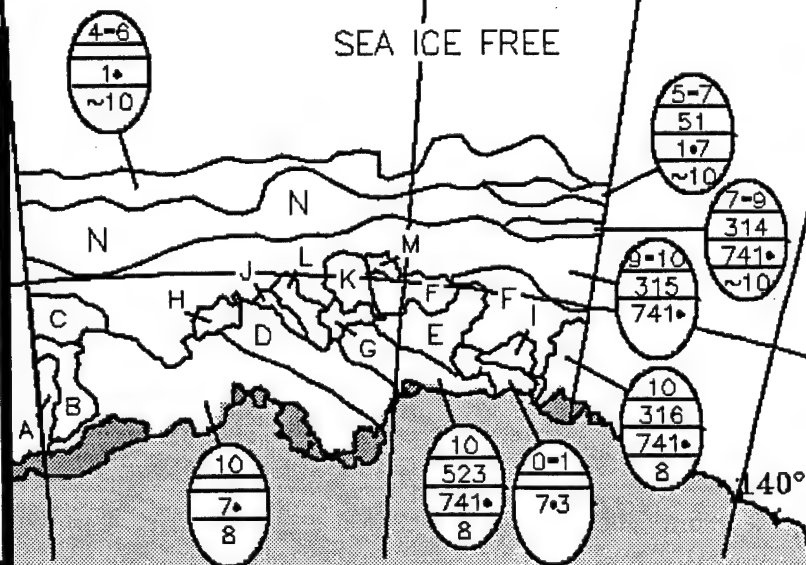 4-6
1•
~10
SEA ICE FREE
5-7
51
1•7
~10
7-9
314
741•
~10
9-10
315
741•
N
N
L
M
J
K
F
F
H
C
D
G
E
I
A
B
10
7•
8
10
523
741•
8
0-1
7•3
10
316
741•
8
140°